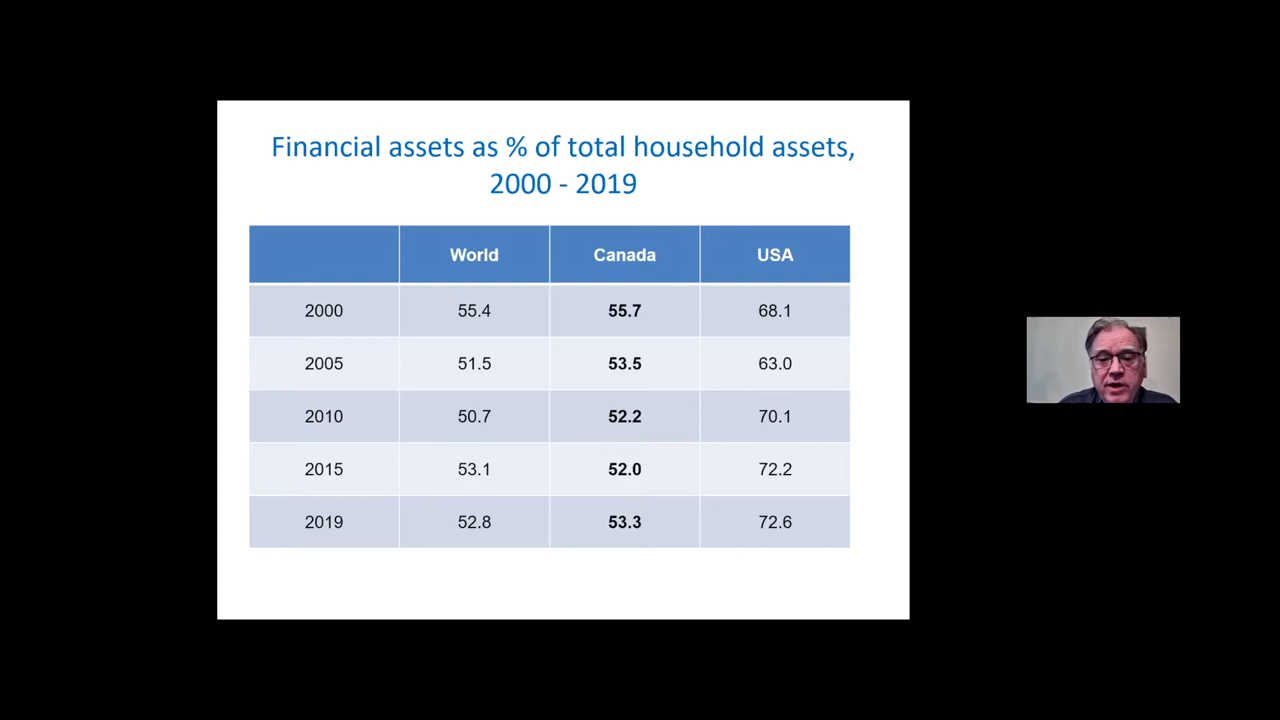 Financial assets as % of total household assets,
2000 - 2019
World Canada USA
2000 55.4 55.7 68.1
2005 51.5 53.5 63.0
2010 50.7 52.2 70.1
2015 53.1 52.0 72.2
2019 52.8 53.3 72.6